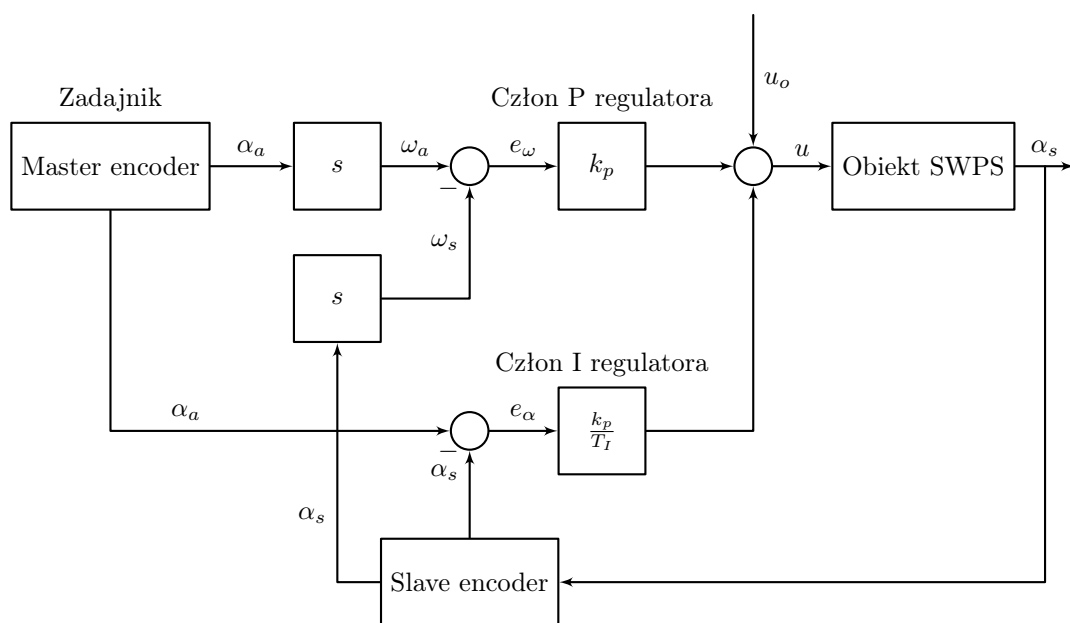 Zadajnik
Master encoder
α_a
s
ω_a
−
e_ω
Człon P regulatora
k_p
u_o
u
Obiekt SWPS
α_s
s
ω_s
α_a
−
α_s
e_α
Człon I regulatora
k_p/T_I
α_s
Slave encoder